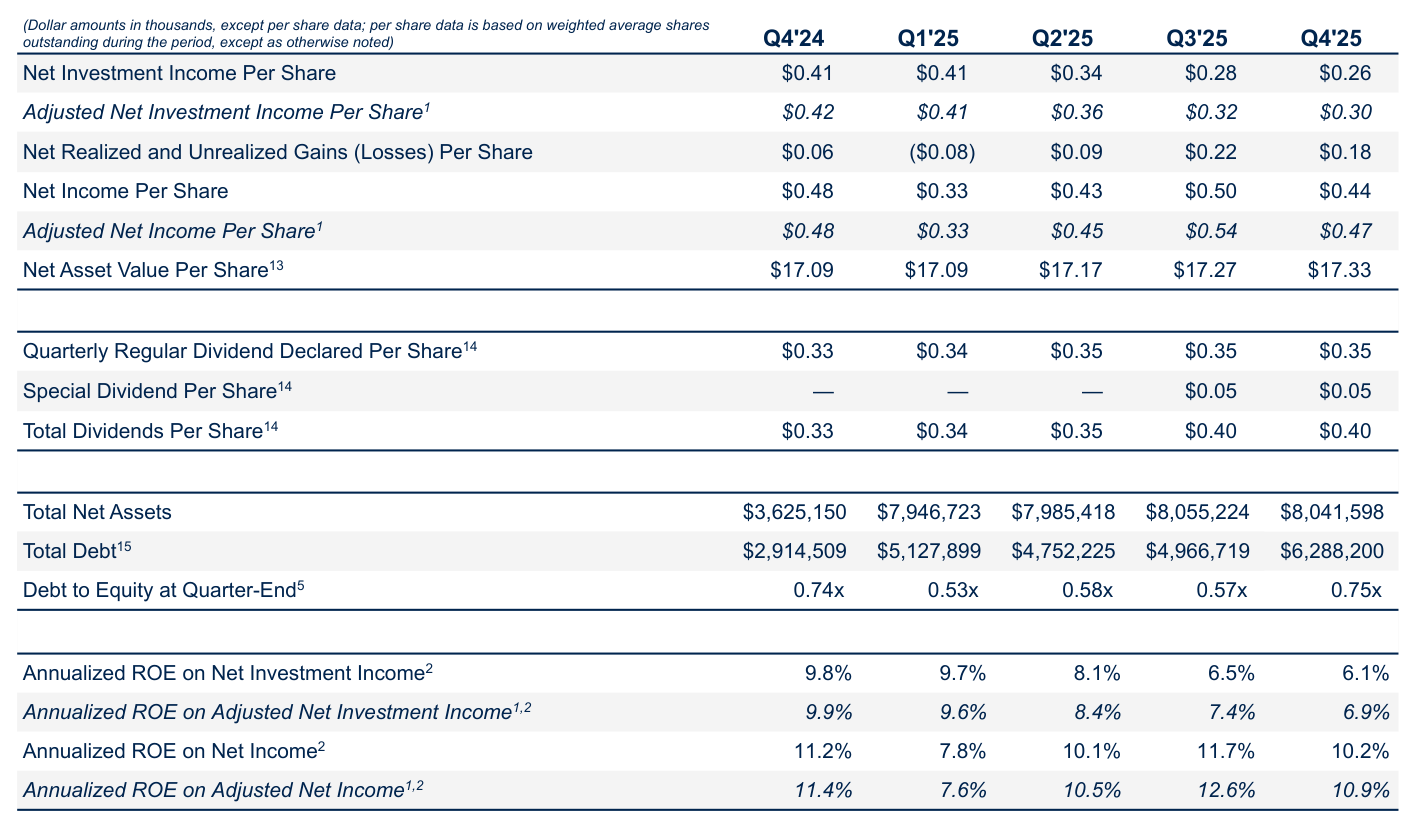 (Dollar amounts in thousands, except per share data; per share data is based on weighted average shares
outstanding during the period, except as otherwise noted) Q4'24 Q1'25 Q2'25 Q3'25 Q4'25
Net Investment Income Per Share $0.41 $0.41 $0.34 $0.28 $0.26
Adjusted Net Investment Income Per Share1 $0.42 $0.41 $0.36 $0.32 $0.30
Net Realized and Unrealized Gains (Losses) Per Share $0.06 ($0.08) $0.09 $0.22 $0.18
Net Income Per Share $0.48 $0.33 $0.43 $0.50 $0.44
Adjusted Net Income Per Share1 $0.48 $0.33 $0.45 $0.54 $0.47
Net Asset Value Per Share13 $17.09 $17.09 $17.17 $17.27 $17.33
Quarterly Regular Dividend Declared Per Share14 $0.33 $0.34 $0.35 $0.35 $0.35
Special Dividend Per Share14 — — — $0.05 $0.05
Total Dividends Per Share14 $0.33 $0.34 $0.35 $0.40 $0.40
Total Net Assets $3,625,150 $7,946,723 $7,985,418 $8,055,224 $8,041,598
Total Debt15 $2,914,509 $5,127,899 $4,752,225 $4,966,719 $6,288,200
Debt to Equity at Quarter-End5 0.74x 0.53x 0.58x 0.57x 0.75x
Annualized ROE on Net Investment Income2 9.8% 9.7% 8.1% 6.5% 6.1%
Annualized ROE on Adjusted Net Investment Income1,2 9.9% 9.6% 8.4% 7.4% 6.9%
Annualized ROE on Net Income2 11.2% 7.8% 10.1% 11.7% 10.2%
Annualized ROE on Adjusted Net Income1,2 11.4% 7.6% 10.5% 12.6% 10.9%